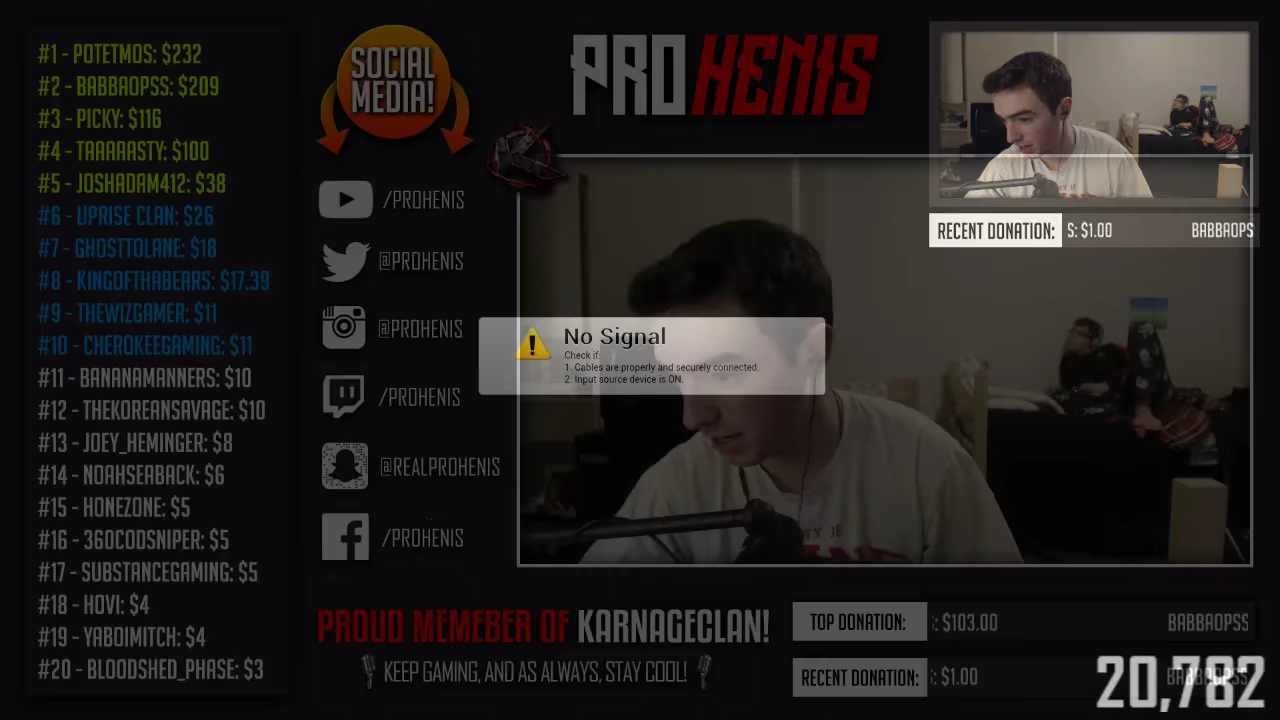 #1 - POTETMOS: $232
#2 - BABBAOPSS: $209
#3 - PICKY: $116
#4 - TAAAAASTY: $100
#5 - JOSHADAM412: $38
#6 - UPRISE CLAN: $26
#7 - GHOSTTOLANE: $18
#8 - KINGOFTHABEARS: $17.39
#9 - THEWIZGAMER: $11
#10 - CHEROKEEGAMING: $11
#11 - BANANAMANNERS: $10
#12 - THEKOREANSAVAGE: $10
#13 - JOEY_HEMINGER: $8
#14 - NOAHSEABACK: $6
#15 - HONEZONE: $5
#16 - 360CODSNIPER: $5
#17 - SUBSTANCEGAMING: $5
#18 - HOVI: $4
#19 - YABOIMITCH: $4
#20 - BLOODSHED_PHASE: $3
SOCIAL
MEDIA!
/PROHENIS
@PROHENIS
@PROHENIS
/PROHENIS
@REALPROHENIS
/PROHENIS
PROHENIS
RECENT DONATION: S: $1.00 BABBAOPS
No Signal
Check if:
1. Cables are properly and securely connected.
2. Input source device is ON.
PROUD MEMEBER OF KARNAGECLAN!
KEEP GAMING, AND AS ALWAYS, STAY COOL!
TOP DONATION: : $103.00 BABBAOPSS
RECENT DONATION: : $1.00 BABBAOPSS
20,782